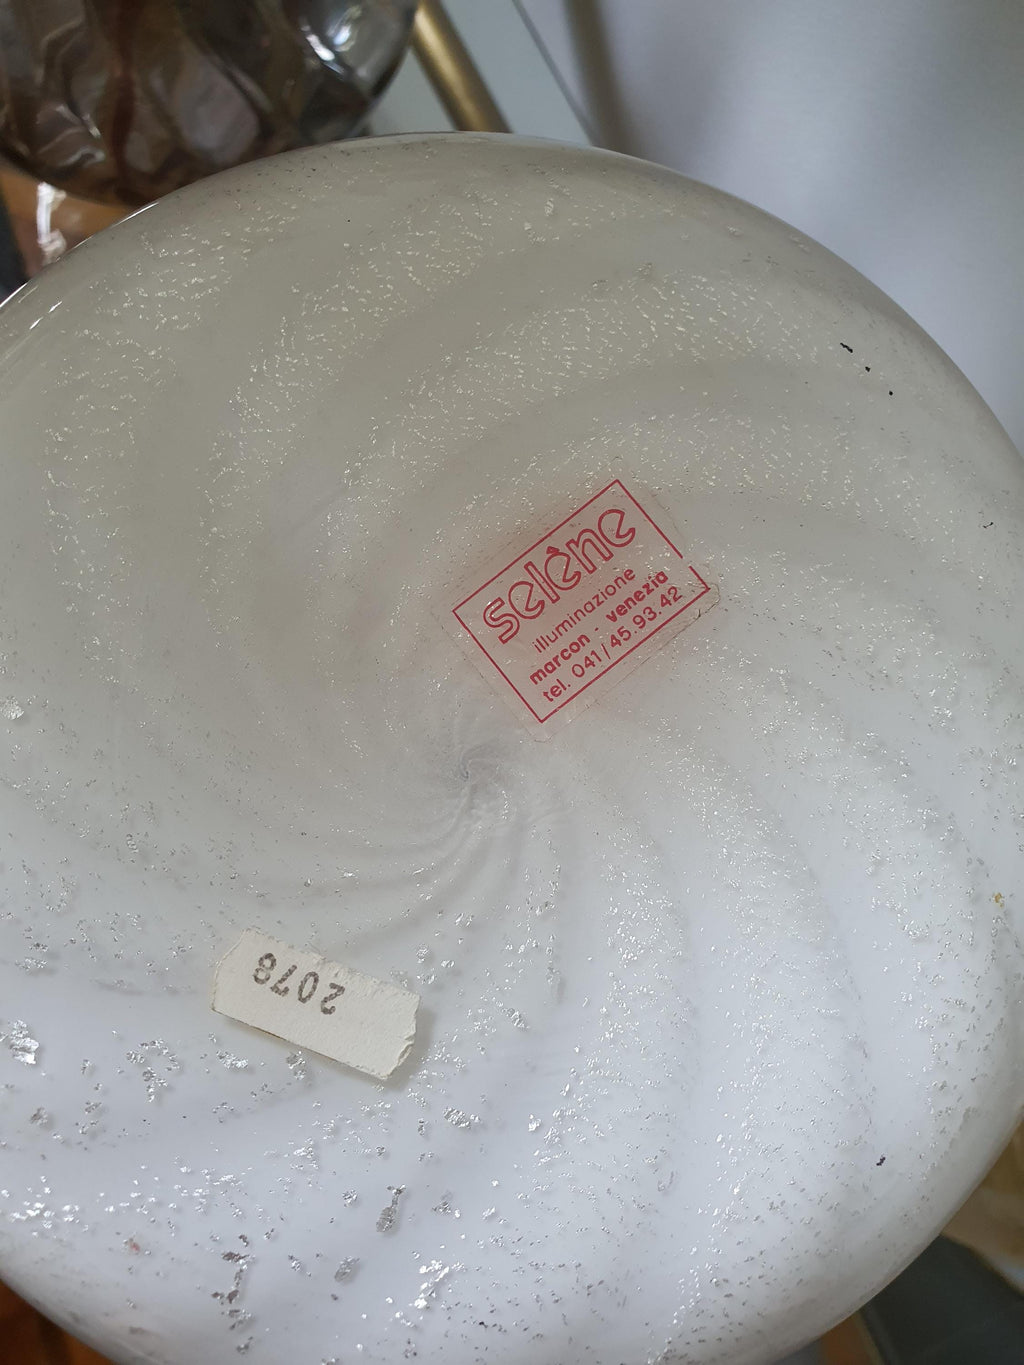 selène
illuminazione
marcon - venezia
tel. 041/45.93.42
2078